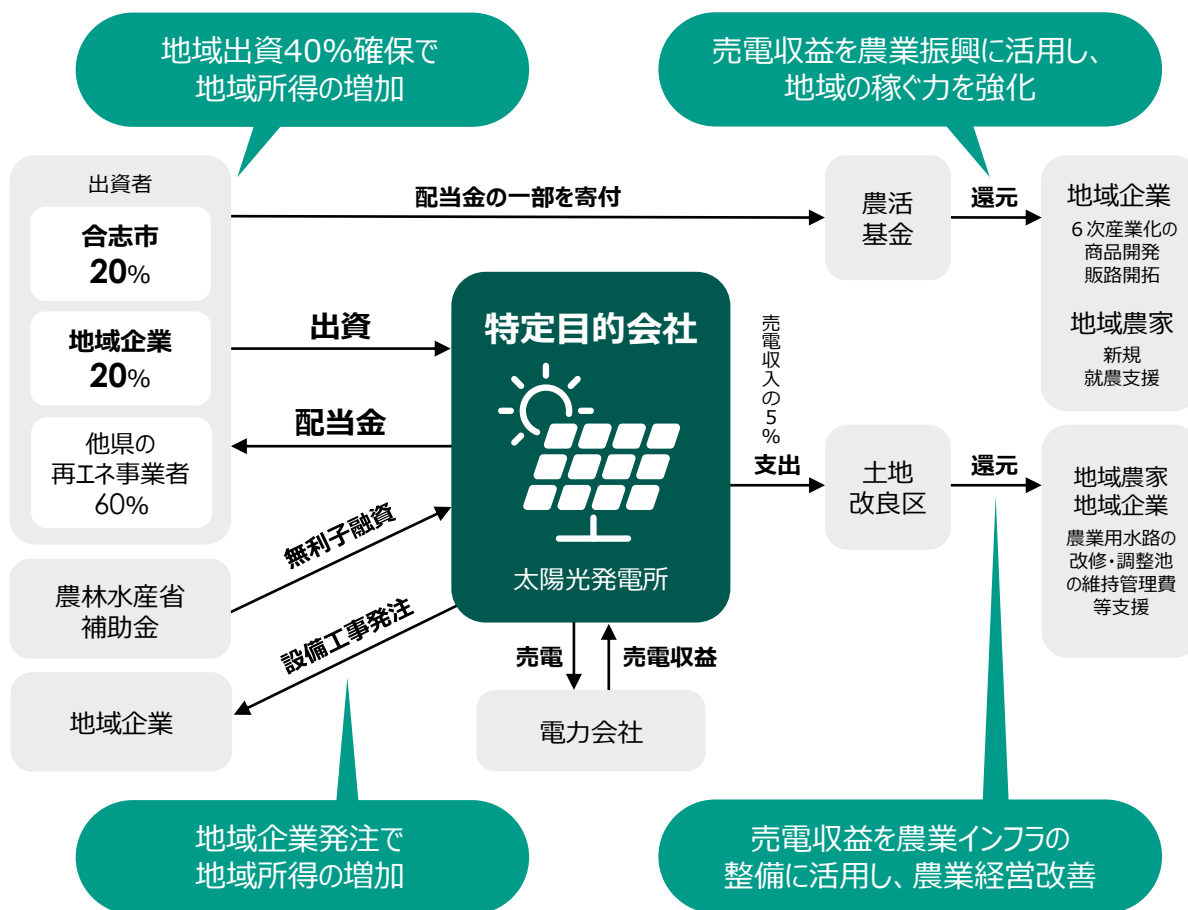 地域出資40%確保で
地域所得の増加
売電収益を農業振興に活用し、
地域の稼ぐ力を強化
出資者
合志市
20%
地域企業
20%
他県の
再エネ事業者
60%
配当金の一部を寄付
農活
基金
還元
地域企業
６次産業化の
商品開発
販路開拓
地域農家
新規
就農支援
出資
配当金
特定目的会社
太陽光発電所
売電収入の5%
支出
土地
改良区
還元
地域農家
地域企業
農業用水路の
改修・調整池
の維持管理費
等支援
無利子融資
農林水産省
補助金
設備工事発注
地域企業
売電
売電収益
電力会社
地域企業発注で
地域所得の増加
売電収益を農業インフラの
整備に活用し、農業経営改善